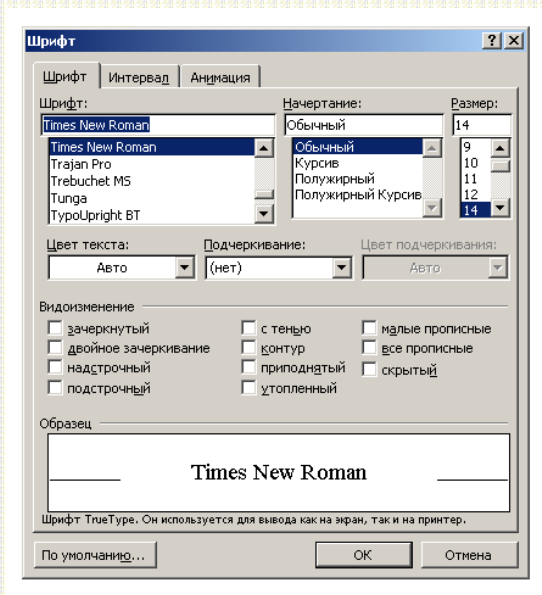 Шрифт
Шрифт Интервал Анимация
Шрифт: Начертание: Размер:
Times New Roman Обычный 14
Times New Roman Обычный 9
Trajan Pro Курсив 10
Trebuchet MS Полужирный 11
Tunga Полужирный Курсив 12
TypoUpright BT 14
Цвет текста: Подчеркивание: Цвет подчеркивания:
Авто (нет) Авто
Видоизменение
зачеркнутый с тенью малые прописные
двойное зачеркивание контур все прописные
надстрочный приподнятый скрытый
подстрочный утопленный
Образец
Times New Roman
Шрифт TrueType. Он используется для вывода как на экран, так и на принтер.
По умолчанию... ОК Отмена